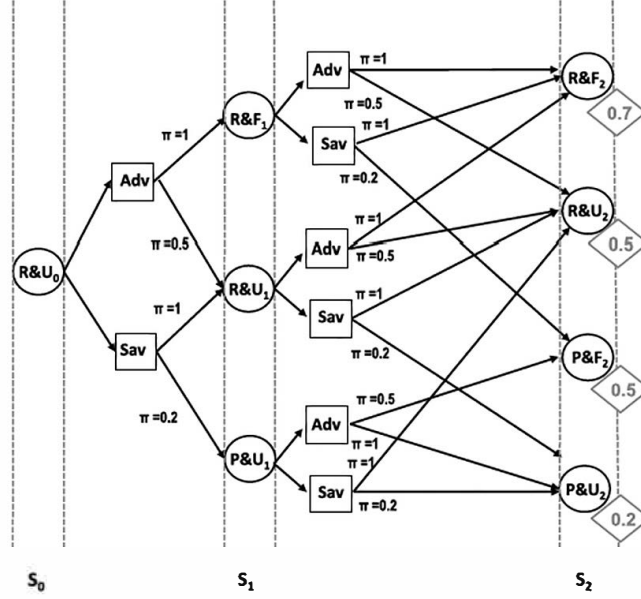 Adv
π =1
R&F₂
π =0.5
0.7
R&F₁
π =1
Sav
π =1
π =0.2
Adv
R&U₂
π =1
0.5
π =0.5
Adv
π =0.5
R&U₀
R&U₁
π =1
π =1
Sav
Sav
π =0.2
P&F₂
0.5
π =0.5
π =0.2
Adv
π =1
P&U₁
π =1
Sav
P&U₂
π =0.2
0.2
S₀
S₁
S₂